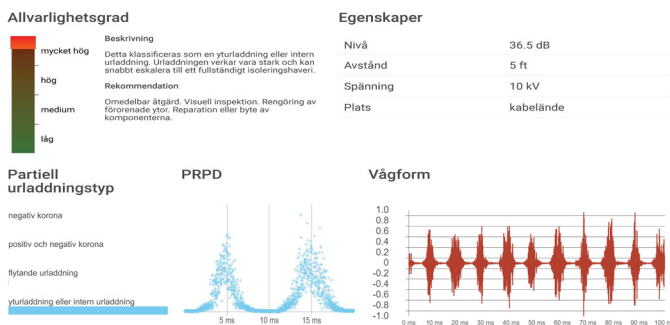 Allvarlighetsgrad
mycket hög
hög
medium
låg
Beskrivning
Detta klassificeras som en yturladdning eller intern
urladdning. Urladdningen verkar vara stark och kan
snabbt eskalera till ett fullständigt isoleringshaveri.
Rekommendation
Omedelbar åtgärd. Visuell inspektion. Rengöring av
förorenade ytor. Reparation eller byte av
komponenterna.
Egenskaper
Nivå 36.5 dB
Avstånd 5 ft
Spänning 10 kV
Plats kabelände
Partiell
urladdningstyp
negativ korona
positiv och negativ korona
flytande urladdning
yturladdning eller intern urladdning
PRPD
5 ms 10 ms 15 ms
Vågform
1.0
0.8
0.6
0.4
0.2
0
-0.2
-0.4
-0.6
-0.8
-1.0
0 ms 10 ms 20 ms 30 ms 40 ms 50 ms 60 ms 70 ms 80 ms 90 ms 100 m